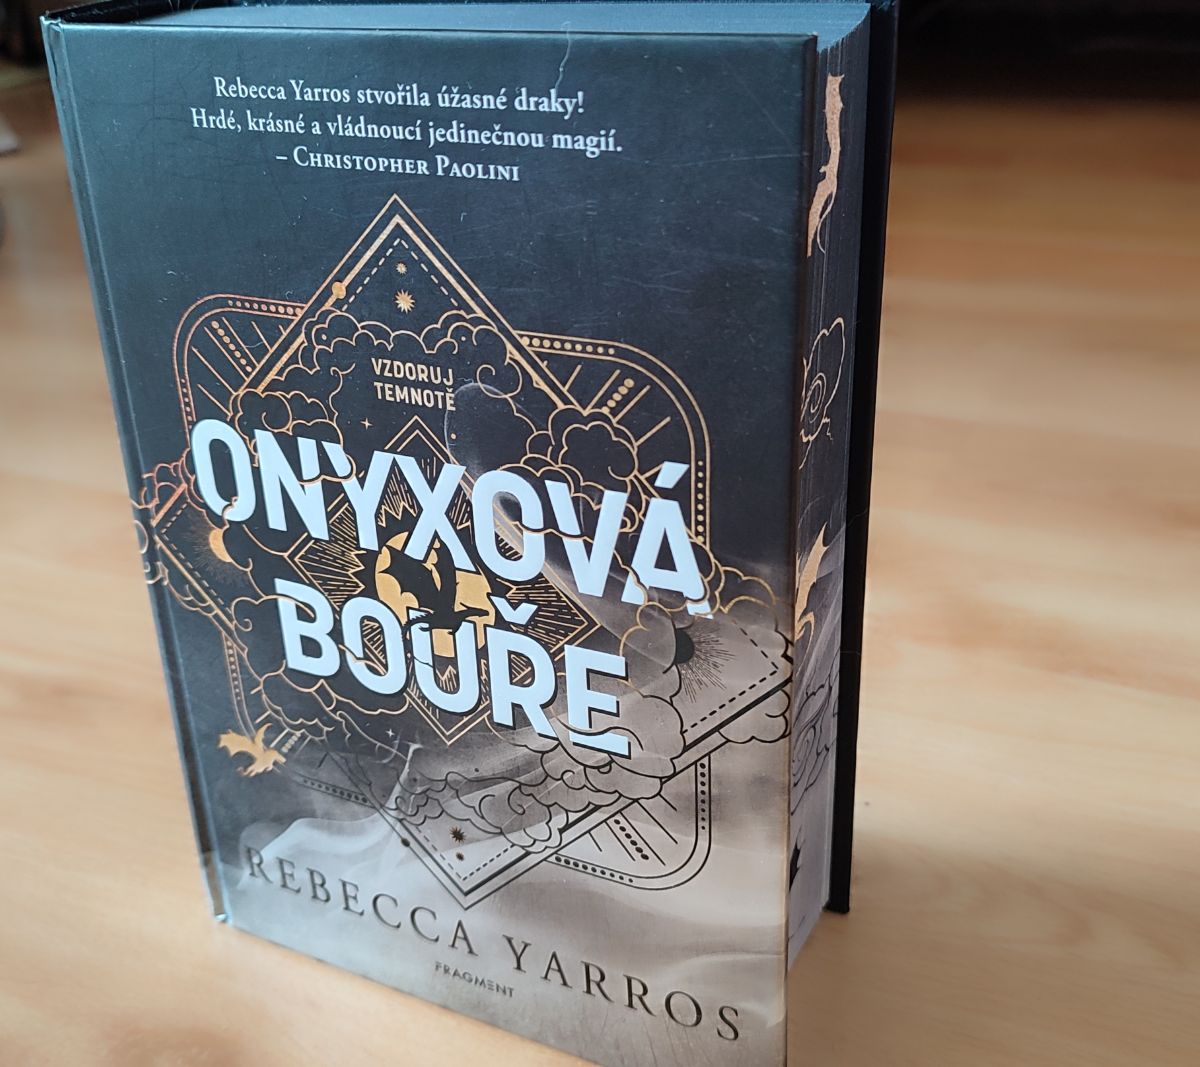 Rebecca Yarros stvořila úžasné draky!
Hrdé, krásné a vládnoucí jedinečnou magií.
– CHRISTOPHER PAOLINI
VZDORUJ
TEMNOTĚ
ONYXOVÁ
BOUŘE
REBECCA YARROS
FRAGMENT